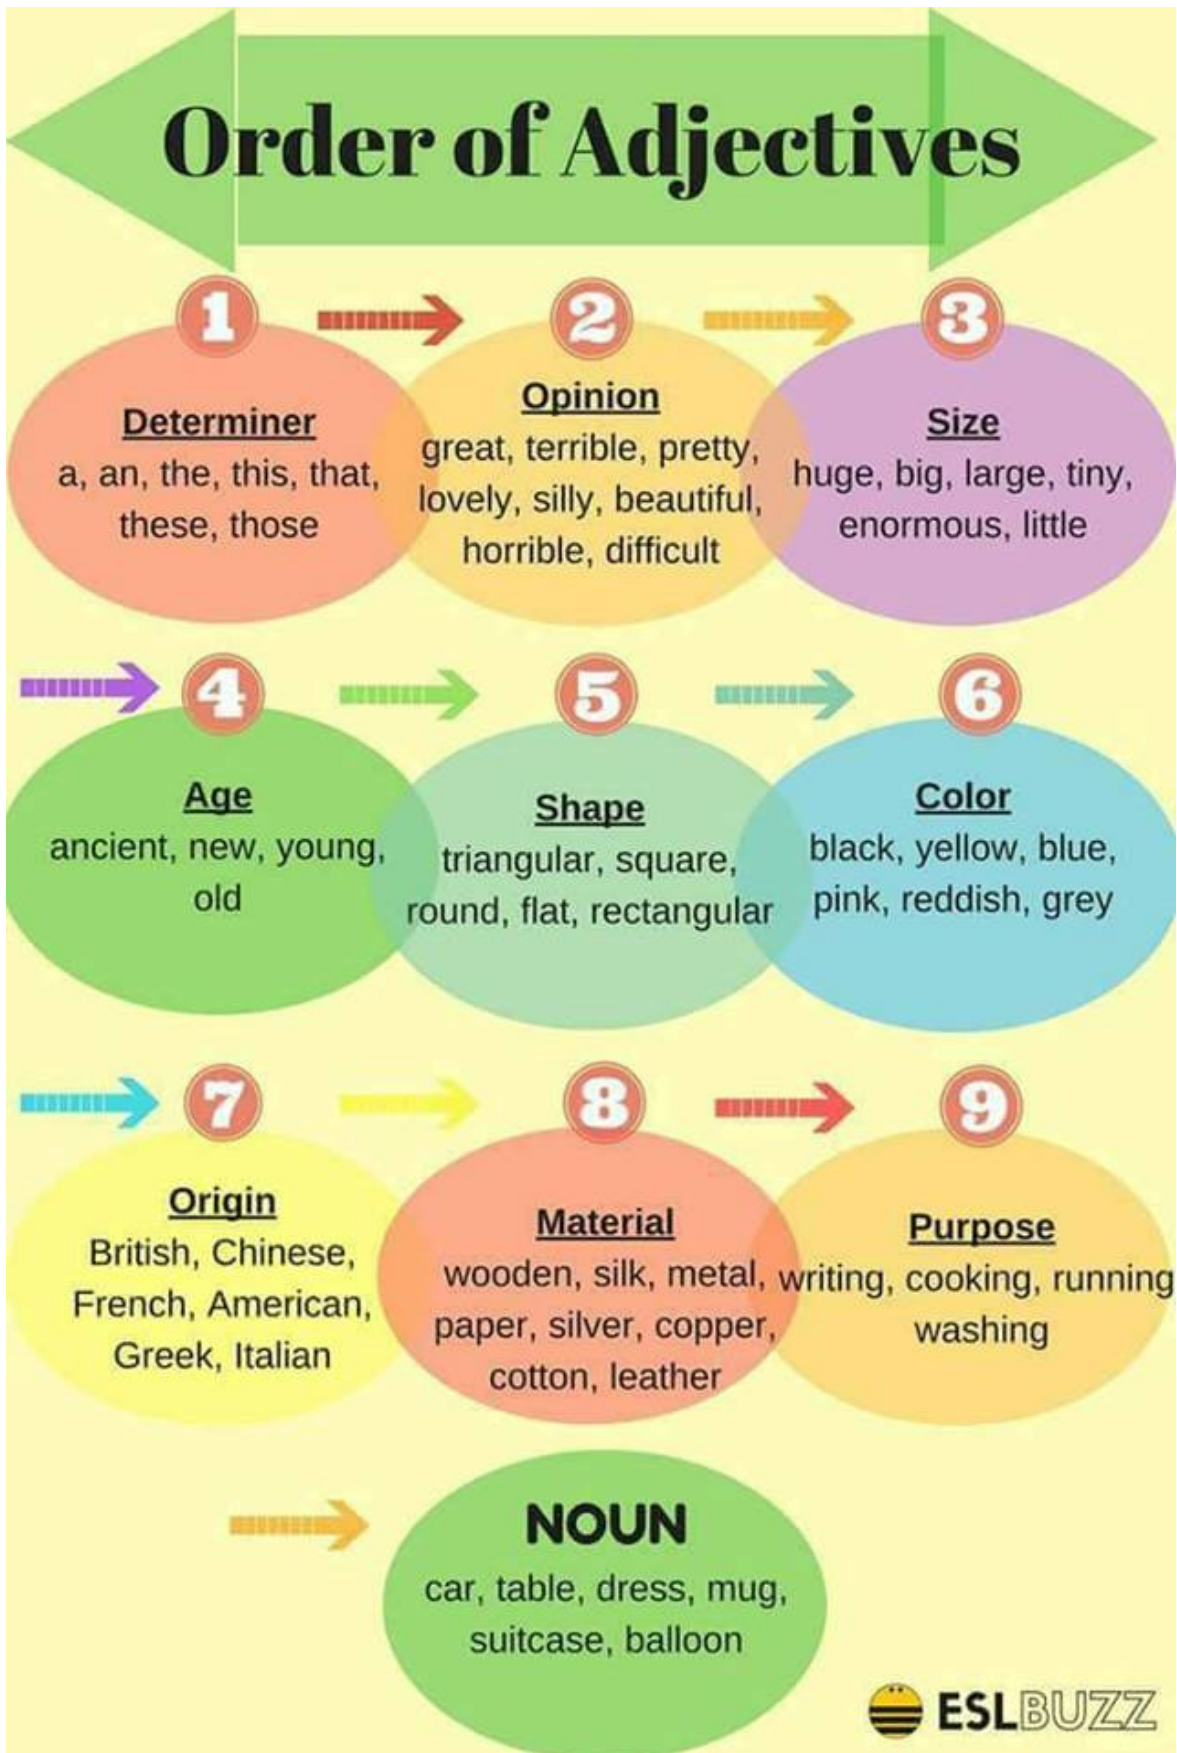 Order of Adjectives
1
2
3
Determiner
a, an, the, this, that,
these, those
Opinion
great, terrible, pretty,
lovely, silly, beautiful,
horrible, difficult
Size
huge, big, large, tiny,
enormous, little
4
5
6
Age
ancient, new, young,
old
Shape
triangular, square,
round, flat, rectangular
Color
black, yellow, blue,
pink, reddish, grey
7
8
9
Origin
British, Chinese,
French, American,
Greek, Italian
Material
wooden, silk, metal,
paper, silver, copper,
cotton, leather
Purpose
writing, cooking, running
washing
NOUN
car, table, dress, mug,
suitcase, balloon
ESLBUZZ